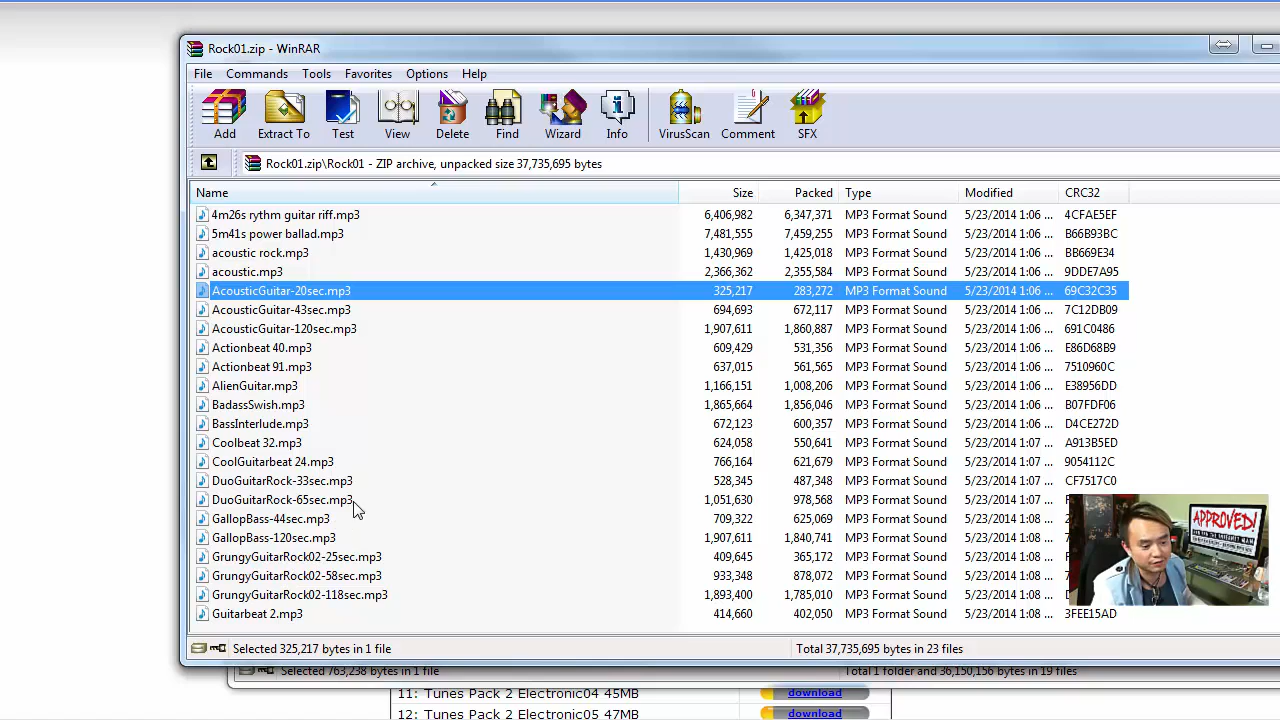 Rock01.zip - WinRAR
File Commands Tools Favorites Options Help
Add Extract To Test View Delete Find Wizard Info VirusScan Comment SFX
Rock01.zip\Rock01 - ZIP archive, unpacked size 37,735,695 bytes
Name Size Packed Type Modified CRC32
4m26s rythm guitar riff.mp3 6,406,982 6,347,371 MP3 Format Sound 5/23/2014 1:06 ... 4CFAE5EF
5m41s power ballad.mp3 7,481,555 7,459,255 MP3 Format Sound 5/23/2014 1:06 ... B66B93BC
acoustic rock.mp3 1,430,969 1,425,018 MP3 Format Sound 5/23/2014 1:06 ... BB669E34
acoustic.mp3 2,366,362 2,355,584 MP3 Format Sound 5/23/2014 1:06 ... 9DDE7A95
AcousticGuitar-20sec.mp3 325,217 283,272 MP3 Format Sound 5/23/2014 1:06 ... 69C32C35
AcousticGuitar-43sec.mp3 694,693 672,117 MP3 Format Sound 5/23/2014 1:06 ... 7C12DB09
AcousticGuitar-120sec.mp3 1,907,611 1,860,887 MP3 Format Sound 5/23/2014 1:06 ... 691C0486
Actionbeat 40.mp3 609,429 531,356 MP3 Format Sound 5/23/2014 1:06 ... E86D68B9
Actionbeat 91.mp3 637,015 561,565 MP3 Format Sound 5/23/2014 1:06 ... 7510960C
AlienGuitar.mp3 1,166,151 1,008,206 MP3 Format Sound 5/23/2014 1:06 ... E38956DD
BadassSwish.mp3 1,865,664 1,856,046 MP3 Format Sound 5/23/2014 1:06 ... B07FDF06
BassInterlude.mp3 672,123 600,357 MP3 Format Sound 5/23/2014 1:06 ... D4CE272D
Coolbeat 32.mp3 624,058 550,641 MP3 Format Sound 5/23/2014 1:07 ... A913B5ED
CoolGuitarbeat 24.mp3 766,164 621,679 MP3 Format Sound 5/23/2014 1:07 ... 9054112C
DuoGuitarRock-33sec.mp3 528,345 487,348 MP3 Format Sound 5/23/2014 1:07 ... CF7517C0
DuoGuitarRock-65sec.mp3 1,051,630 978,568 MP3 Format Sound 5/23/2014 1:07 ...
GallopBass-44sec.mp3 709,322 625,069 MP3 Format Sound 5/23/2014 1:08 ...
GallopBass-120sec.mp3 1,907,611 1,840,741 MP3 Format Sound 5/23/2014 1:08 ...
GrungyGuitarRock02-25sec.mp3 409,645 365,172 MP3 Format Sound 5/23/2014 1:08 ...
GrungyGuitarRock02-58sec.mp3 933,348 878,072 MP3 Format Sound 5/23/2014 1:08 ...
GrungyGuitarRock02-118sec.mp3 1,893,400 1,785,010 MP3 Format Sound 5/23/2014 1:08 ...
Guitarbeat 2.mp3 414,660 402,050 MP3 Format Sound 5/23/2014 1:08 ... 3FEE15AD
APPROVED!
Selected 325,217 bytes in 1 file Total 37,735,695 bytes in 23 files
Selected 763,238 bytes in 1 file Total 1 folder and 36,150,156 bytes in 19 files
11: Tunes Pack 2 Electronic04 45MB download
12: Tunes Pack 2 Electronic05 47MB download